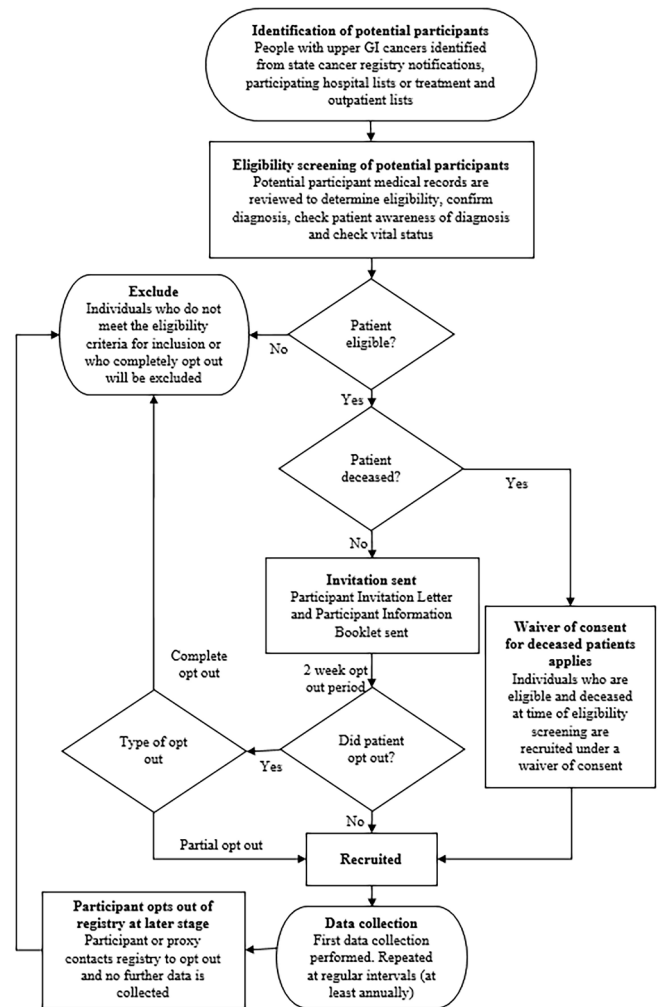 Identification of potential participants
People with upper GI cancers identified
from state cancer registry notifications,
participating hospital lists or treatment and
outpatient lists
Eligibility screening of potential participants
Potential participant medical records are
reviewed to determine eligibility, confirm
diagnosis, check patient awareness of diagnosis
and check vital status
Exclude
Individuals who do not
meet the eligibility
criteria for inclusion or
who completely opt out
will be excluded
Patient
eligible?
No
Yes
Patient
deceased?
Yes
No
Invitation sent
Participant Invitation Letter
and Participant Information
Booklet sent
Waiver of consent
for deceased patients
applies
Individuals who are
eligible and deceased
at time of eligibility
screening are
recruited under a
waiver of consent
Complete
opt out
2 week opt
out period
Type of opt
out
Yes
Did patient
opt out?
No
Partial opt out
Recruited
Participant opts out of
registry at later stage
Participant or proxy
contacts registry to opt out
and no further data is
collected
Data collection
First data collection
performed. Repeated
at regular intervals (at
least annually)